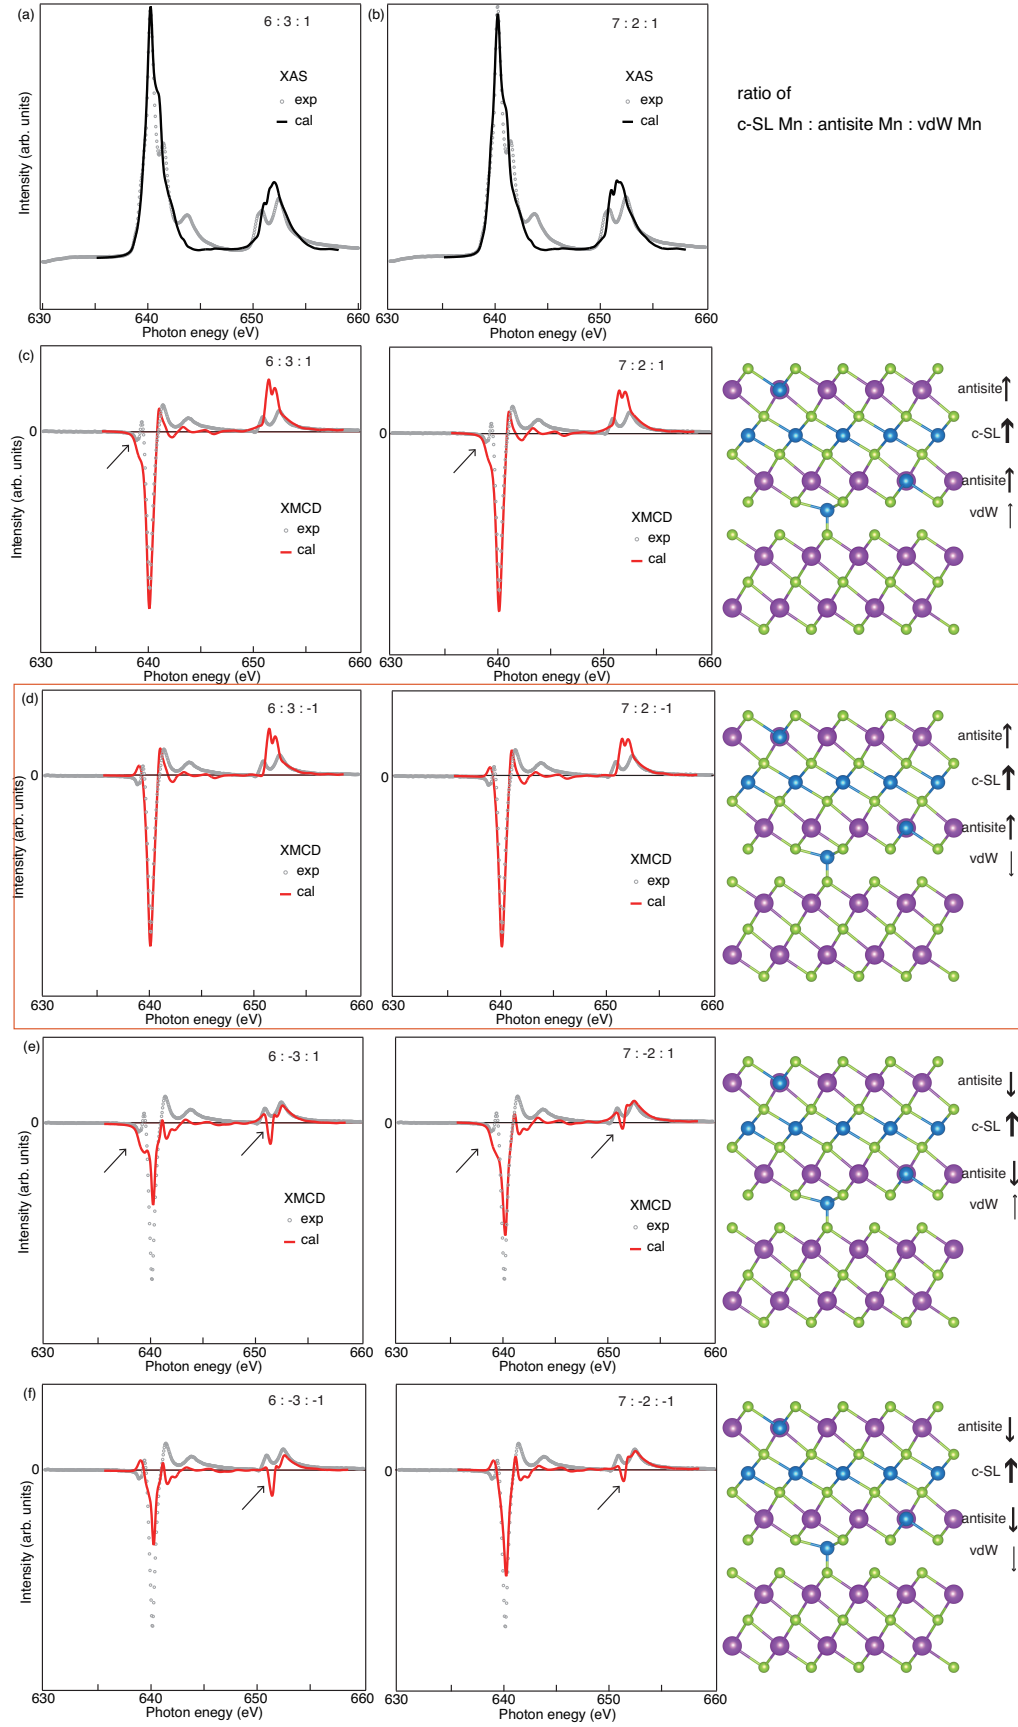 (a)
6 : 3 : 1
XAS
exp
cal
Intensity (arb. units)
630
640
650
660
Photon enegy (eV)
(b)
7 : 2 : 1
XAS
exp
cal
630
640
650
660
Photon enegy (eV)
ratio of
c-SL Mn : antisite Mn : vdW Mn
(c)
6 : 3 : 1
0
XMCD
exp
cal
Intensity (arb. units)
630
640
650
660
Photon enegy (eV)
7 : 2 : 1
XMCD
exp
cal
630
640
650
660
Photon enegy (eV)
antisite
c-SL
antisite
vdW
(d)
6 : 3 : -1
0
XMCD
exp
cal
Intensity (arb. units)
630
640
650
660
Photon enegy (eV)
7 : 2 : -1
XMCD
exp
cal
630
640
650
660
Photon enegy (eV)
antisite
c-SL
antisite
vdW
(e)
6 : -3 : 1
0
XMCD
exp
cal
Intensity (arb. units)
630
640
650
660
Photon enegy (eV)
7 : -2 : 1
XMCD
exp
cal
630
640
650
660
Photon enegy (eV)
antisite
c-SL
antisite
vdW
(f)
6 : -3 : -1
0
Intensity (arb. units)
630
640
650
660
Photon enegy (eV)
7 : -2 : -1
630
640
650
660
Photon enegy (eV)
antisite
c-SL
antisite
vdW